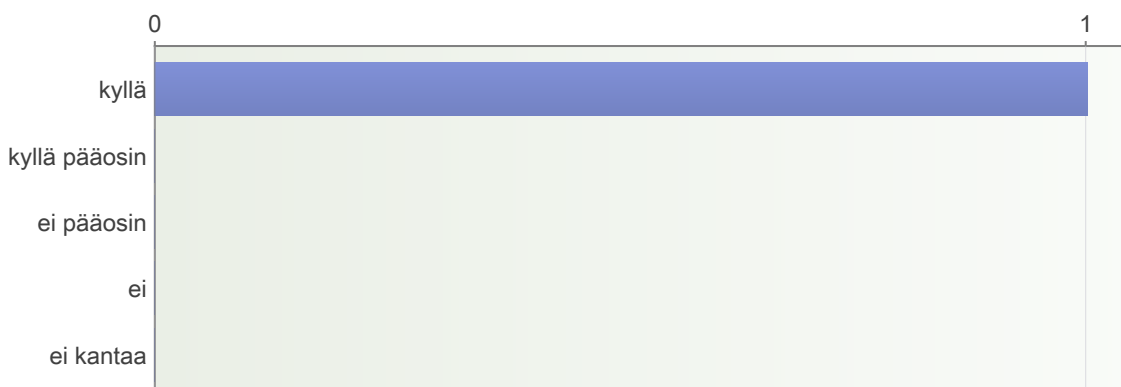 0 1
kyllä
kyllä pääosin
ei pääosin
ei
ei kantaa